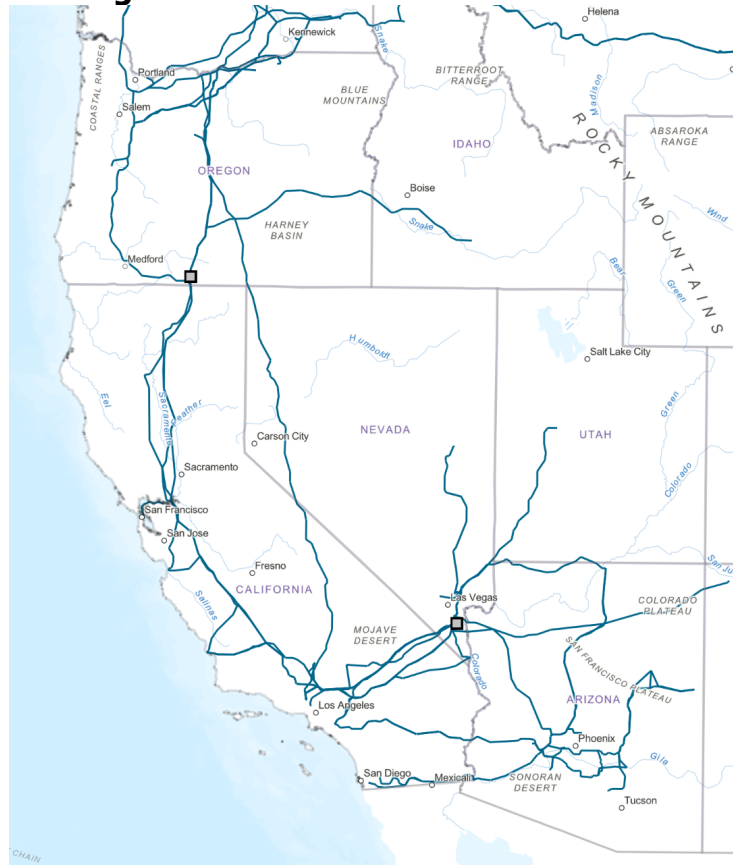 Helena
Kennewick
Snake
COASTAL RANGES
Portland
BITTERROOT
RANGE
Madison
BLUE
MOUNTAINS
Salem
ROCKY MOUNTAINS
ABSAROKA
RANGE
IDAHO
OREGON
Boise
Wind
HARNEY
BASIN
Snake
Medford
Bear
Green
Humboldt
Salt Lake City
Eel
Sacramento
Feather
Green
NEVADA
UTAH
Carson City
Colorado
Sacramento
San Francisco
San Jose
San Ju
Fresno
CALIFORNIA
Salinas
Las Vegas
COLORADO
PLATEAU
MOJAVE
DESERT
SAN FRANCISCO PLATEAU
Colorado
ARIZONA
Los Angeles
Phoenix
Gila
San Diego
Mexicali
SONORAN
DESERT
Tucson
CHAIN